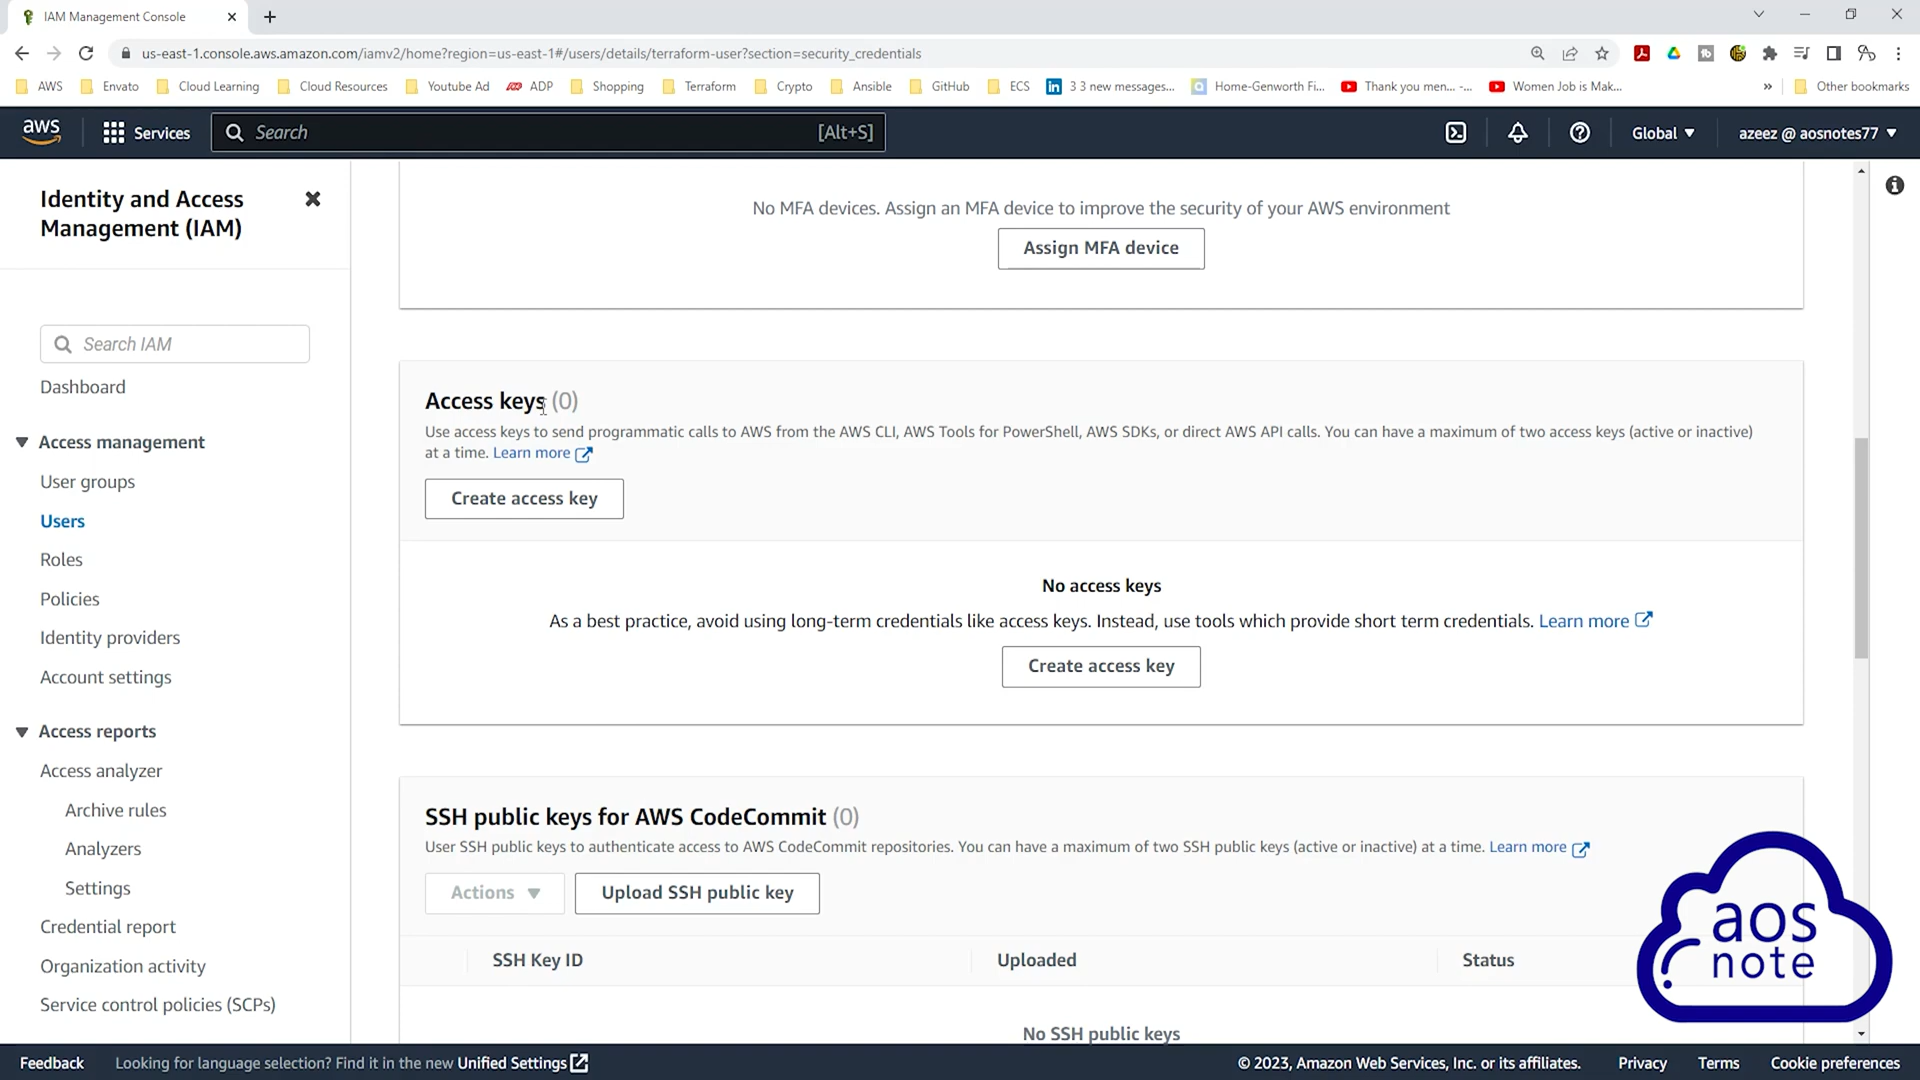 IAM Management Console
us-east-1.console.aws.amazon.com/iamv2/home?region=us-east-1#/users/details/terraform-user?section=security_credentials
AWS Envato Cloud Learning Cloud Resources Youtube Ad ADP Shopping Terraform Crypto Ansible GitHub ECS 3 3 new messages... Home-Genworth Fi... Thank you men... -... Women Job is Mak... » Other bookmarks
aws Services Search [Alt+S] Global azeez @ aosnotes77
Identity and Access
Management (IAM)
Search IAM
Dashboard
Access management
User groups
Users
Roles
Policies
Identity providers
Account settings
Access reports
Access analyzer
Archive rules
Analyzers
Settings
Credential report
Organization activity
Service control policies (SCPs)
No MFA devices. Assign an MFA device to improve the security of your AWS environment
Assign MFA device
Access keys (0)
Use access keys to send programmatic calls to AWS from the AWS CLI, AWS Tools for PowerShell, AWS SDKs, or direct AWS API calls. You can have a maximum of two access keys (active or inactive)
at a time. Learn more
Create access key
No access keys
As a best practice, avoid using long-term credentials like access keys. Instead, use tools which provide short term credentials. Learn more
Create access key
SSH public keys for AWS CodeCommit (0)
User SSH public keys to authenticate access to AWS CodeCommit repositories. You can have a maximum of two SSH public keys (active or inactive) at a time. Learn more
Actions Upload SSH public key
SSH Key ID Uploaded Status
No SSH public keys
aos
note
Feedback Looking for language selection? Find it in the new Unified Settings © 2023, Amazon Web Services, Inc. or its affiliates. Privacy Terms Cookie preferences